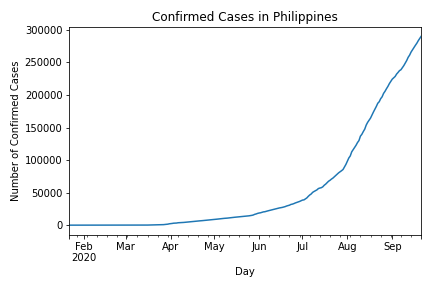 Confirmed Cases in Philippines
Number of Confirmed Cases
300000
250000
200000
150000
100000
50000
0
Feb Mar Apr May Jun Jul Aug Sep
2020
Day